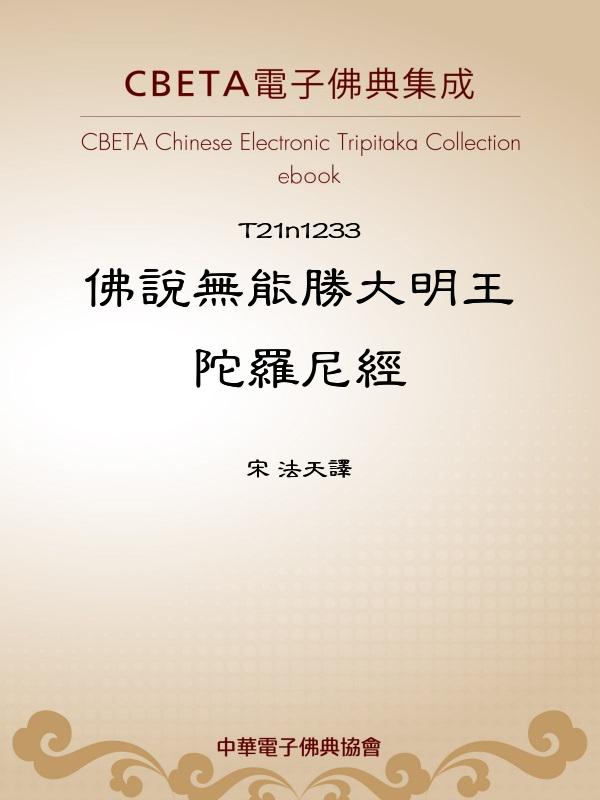 CBETA電子佛典集成
CBETA Chinese Electronic Tripitaka Collection
ebook
T21n1233
佛說無能勝大明王
陀羅尼經
宋 法天譯
中華電子佛典協會